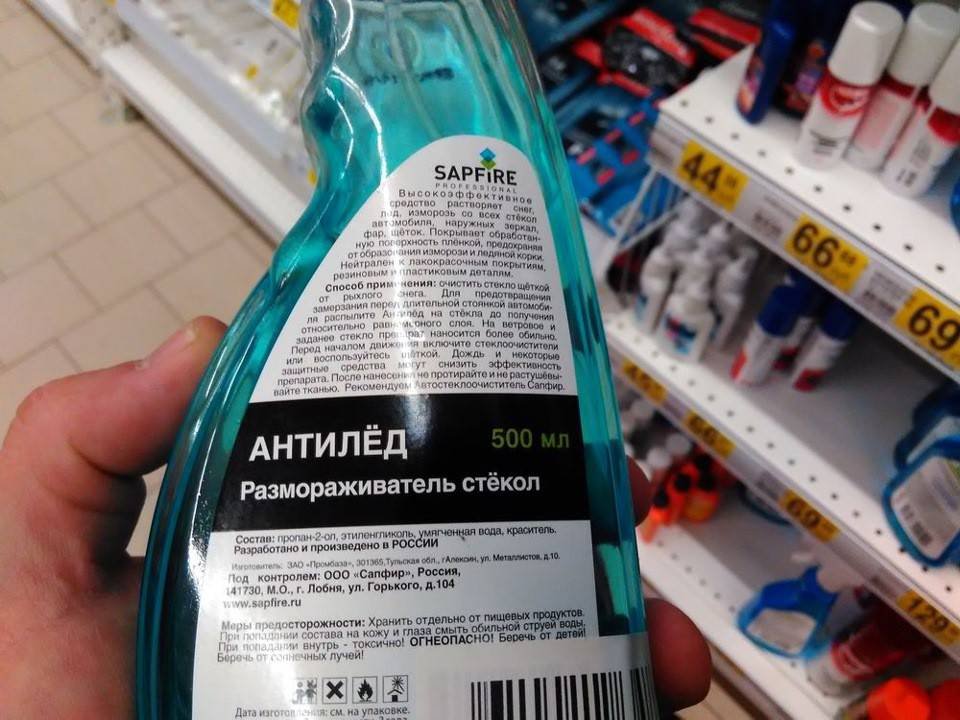 SAPFIRE
PROFESSIONAL
Высокоэффективное
средство растворяет снег,
лёд, изморозь со всех стёкол
автомобиля, наружных зеркал,
фар, щёток. Покрывает обработан-
ную поверхность плёнкой, предохраняя
от образования изморози и ледяной корки.
Нейтрален к лакокрасочным покрытиям,
резиновым и пластиковым деталям.
Способ применения: очистить стекло щёткой
от рыхлого снега. Для предотвращения
замерзания перед длительной стоянкой автомоби-
ля распылите Антилёд на стёкла до получения
относительно равномерного слоя. На ветровое и
заднее стекло препарат наносится более обильно.
Перед началом движения включите стеклоочистители
или воспользуйтесь щёткой. Дождь и некоторые
защитные средства могут снизить эффективность
препарата. После нанесения не протирайте и не растушёвы-
вайте тканью. Рекомендуем Автостеклоочиститель Сапфир.
АНТИЛЁД 500 мл
Размораживатель стёкол
Состав: пропан-2-ол, этиленгликоль, умягченная вода, краситель.
Разработано и произведено в РОССИИ
Изготовитель: ЗАО «Промбаза», 301365,Тульская обл., гАлексин, ул. Металлистов, д.10.
Под контролем: ООО «Сапфир», Россия,
141730, М.О., г. Лобня, ул. Горького, д.104
www.sapfire.ru
Меры предосторожности: Хранить отдельно от пищевых продуктов.
При попадании состава на кожу и глаза смыть обильной струей воды.
При попадании внутрь - токсично! ОГНЕОПАСНО! Беречь от детей!
Беречь от солнечных лучей!
Дата изготовления: см. на упаковке.
44
66
69
45
66
69
129